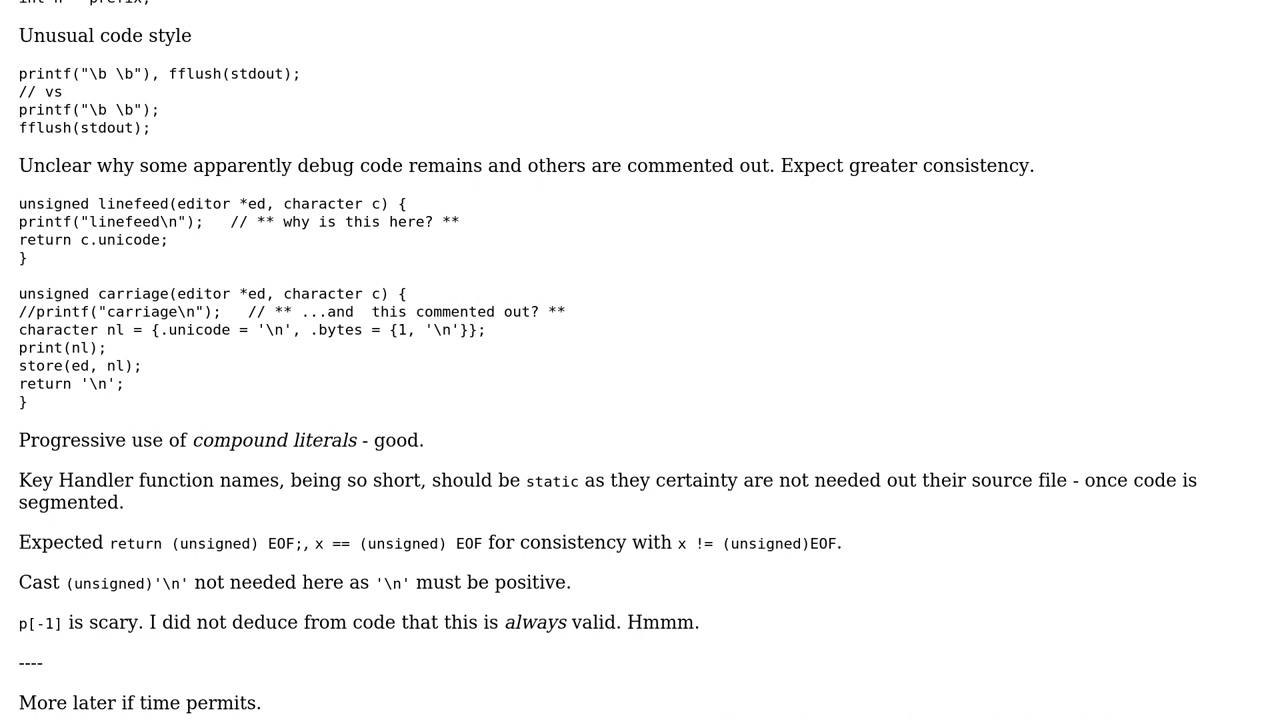 int n = prefix;
Unusual code style
printf("\b \b"), fflush(stdout);
// vs
printf("\b \b");
fflush(stdout);
Unclear why some apparently debug code remains and others are commented out. Expect greater consistency.
unsigned linefeed(editor *ed, character c) {
printf("linefeed\n");   // ** why is this here? **
return c.unicode;
}
unsigned carriage(editor *ed, character c) {
//printf("carriage\n");   // ** ...and  this commented out? **
character nl = {.unicode = '\n', .bytes = {1, '\n'}};
print(nl);
store(ed, nl);
return '\n';
}
Progressive use of compound literals - good.
Key Handler function names, being so short, should be static as they certainty are not needed out their source file - once code is
segmented.
Expected return (unsigned) EOF;, x == (unsigned) EOF for consistency with x != (unsigned)EOF.
Cast (unsigned)'\n' not needed here as '\n' must be positive.
p[-1] is scary. I did not deduce from code that this is always valid. Hmmm.
----
More later if time permits.